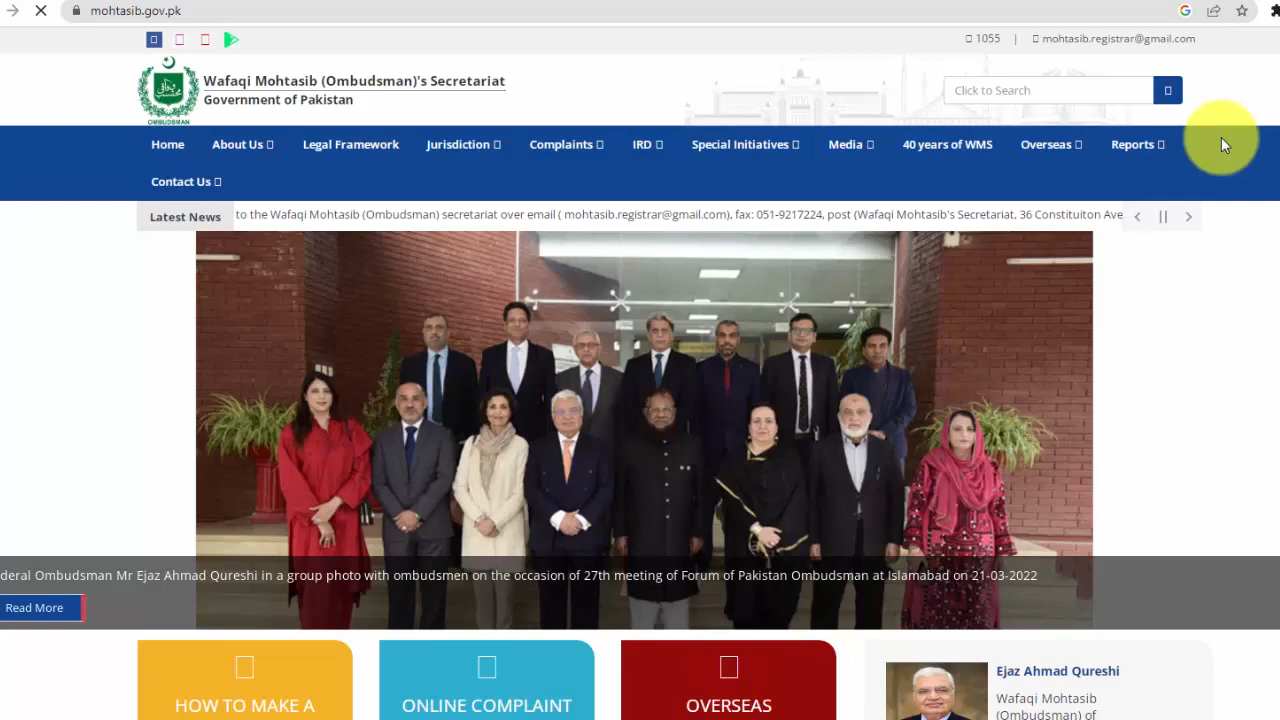 mohtasib.gov.pk
1055 | mohtasib.registrar@gmail.com
Wafaqi Mohtasib (Ombudsman)'s Secretariat
Government of Pakistan
OMBUDSMAN
Click to Search
Home About Us Legal Framework Jurisdiction Complaints IRD Special Initiatives Media 40 years of WMS Overseas Reports
Contact Us
Latest News to the Wafaqi Mohtasib (Ombudsman) secretariat over email ( mohtasib.registrar@gmail.com), fax: 051-9217224, post (Wafaqi Mohtasib's Secretariat, 36 Constituiton Ave
deral Ombudsman Mr Ejaz Ahmad Qureshi in a group photo with ombudsmen on the occasion of 27th meeting of Forum of Pakistan Ombudsman at Islamabad on 21-03-2022
Read More
HOW TO MAKE A
ONLINE COMPLAINT
OVERSEAS
Ejaz Ahmad Qureshi
Wafaqi Mohtasib
(Ombudsman) of